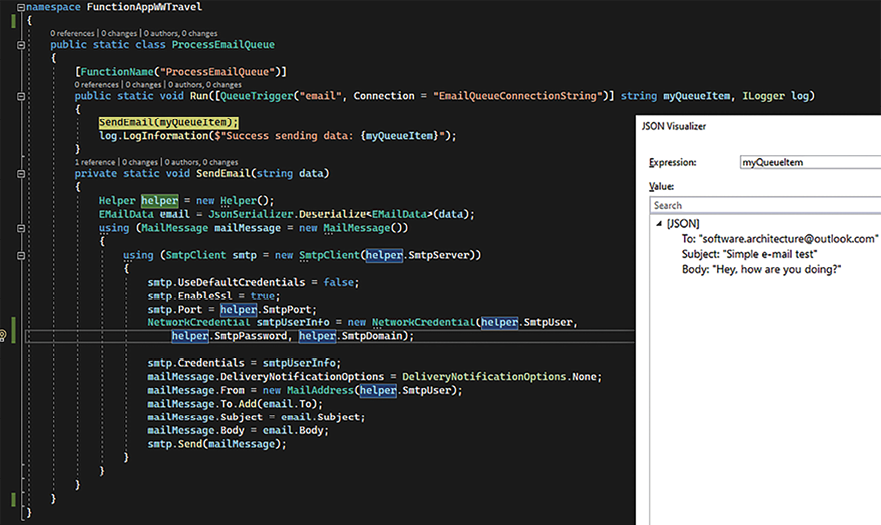 namespace FunctionAppWWTravel
{
0 references | 0 changes | 0 authors, 0 changes
public static class ProcessEmailQueue
{
[FunctionName("ProcessEmailQueue")]
0 references | 0 changes | 0 authors, 0 changes
public static void Run([QueueTrigger("email", Connection = "EmailQueueConnectionString")] string myQueueItem, ILogger log)
{
SendEmail(myQueueItem);
log.LogInformation($"Success sending data: {myQueueItem}");
}
1 reference | 0 changes | 0 authors, 0 changes
private static void SendEmail(string data)
{
Helper helper = new Helper();
EMailData email = JsonSerializer.Deserialize<EMailData>(data);
using (MailMessage mailMessage = new MailMessage())
{
using (SmtpClient smtp = new SmtpClient(helper.SmtpServer))
{
smtp.UseDefaultCredentials = false;
smtp.EnableSsl = true;
smtp.Port = helper.SmtpPort;
NetworkCredential smtpUserInfo = new NetworkCredential(helper.SmtpUser,
helper.SmtpPassword, helper.SmtpDomain);
smtp.Credentials = smtpUserInfo;
mailMessage.DeliveryNotificationOptions = DeliveryNotificationOptions.None;
mailMessage.From = new MailAddress(helper.SmtpUser);
mailMessage.To.Add(email.To);
mailMessage.Subject = email.Subject;
mailMessage.Body = email.Body;
smtp.Send(mailMessage);
}
}
}
}
}
JSON Visualizer
Expression: myQueueItem
Value:
Search
[JSON]
To: "software.architecture@outlook.com"
Subject: "Simple e-mail test"
Body: "Hey, how are you doing?"